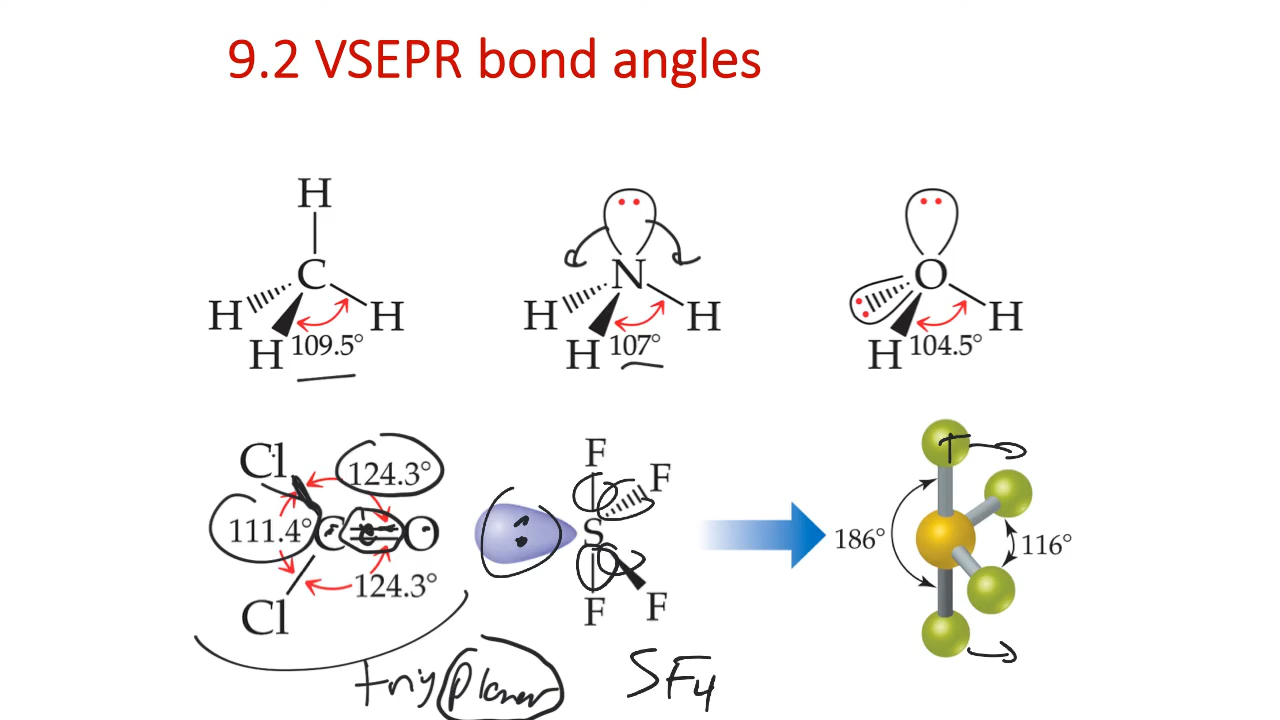 9.2 VSEPR bond angles
H
C
H
H
H
109.5°
N
H
H
H
107°
O
H
H
104.5°
Cl
124.3°
111.4°
C
O
124.3°
Cl
F
F
S
F
F
186°
116°
planar
SF4